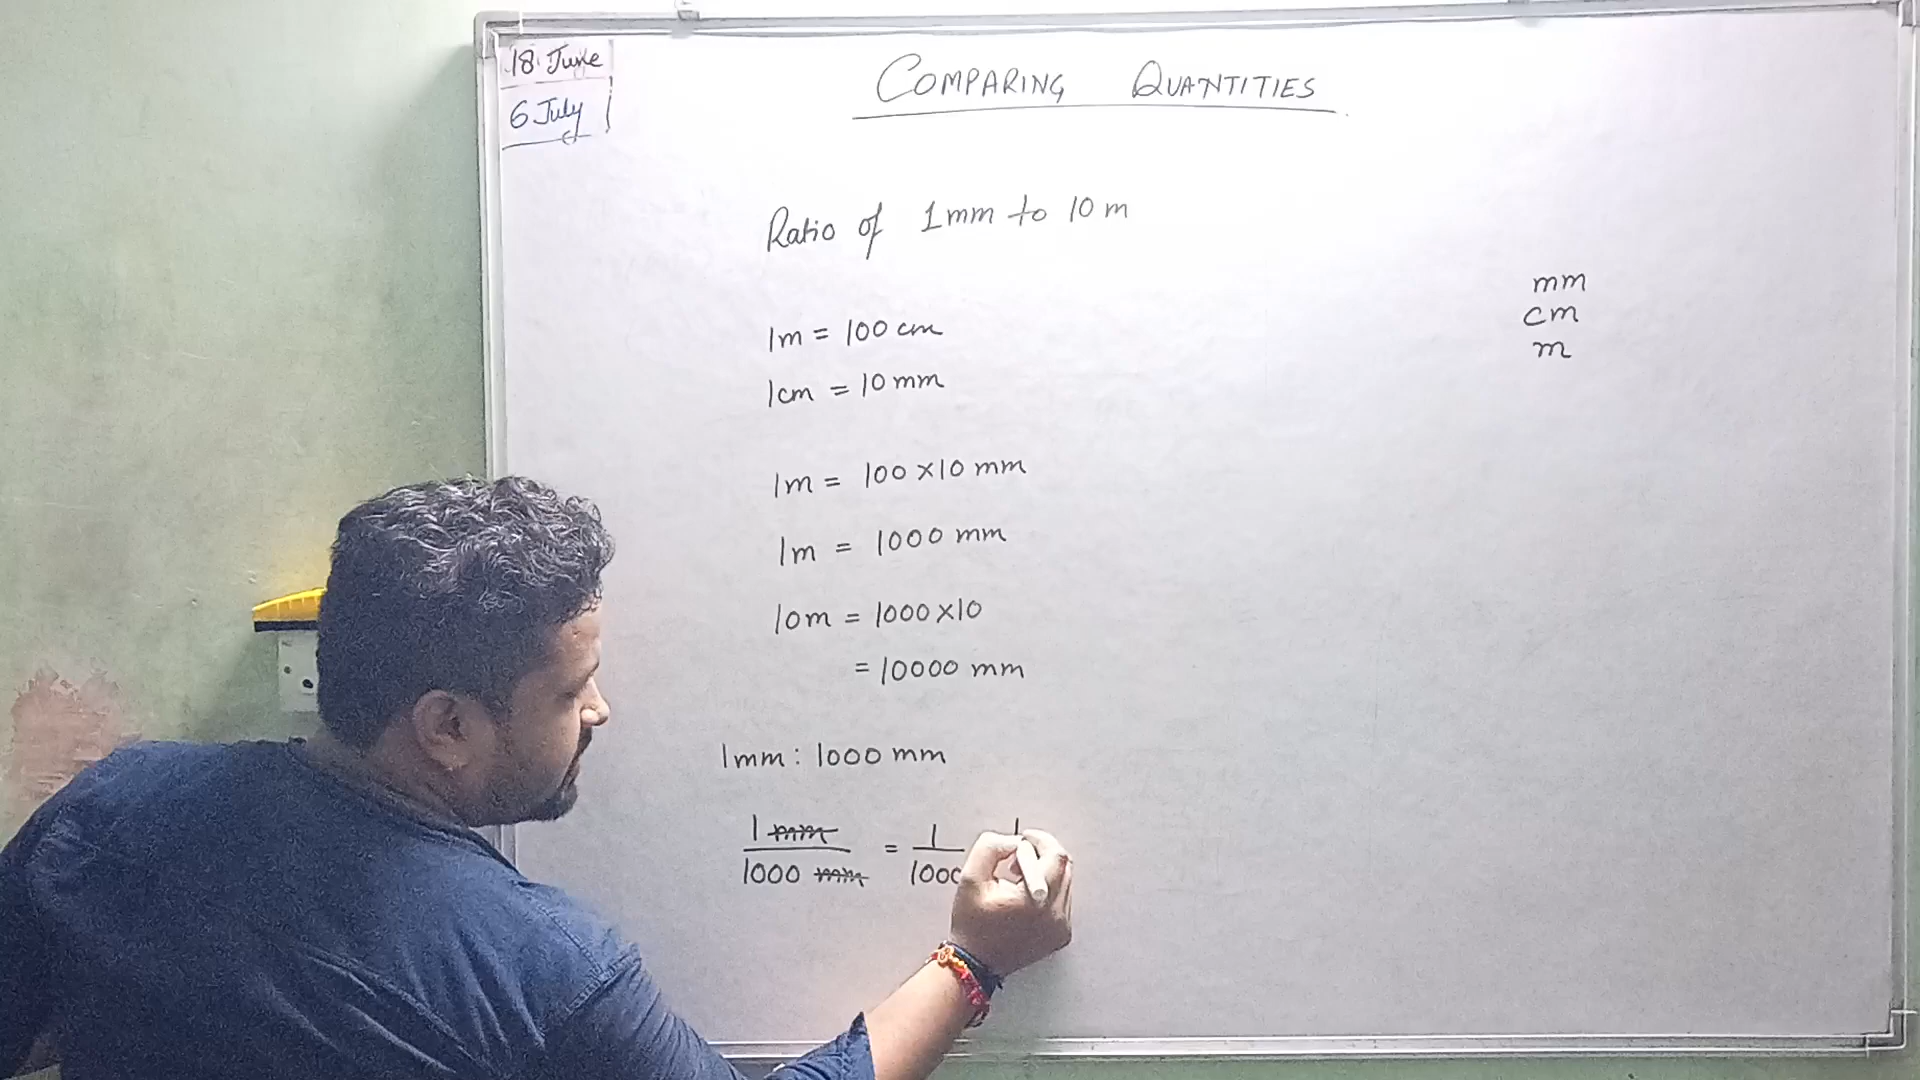 18 June
6 July
COMPARING QUANTITIES
Ratio of 1mm to 10 m
mm
cm
m
1m = 100 cm
1cm = 10 mm
1m = 100 × 10 mm
1m = 1000 mm
10m = 1000 × 10
= 10000 mm
1mm : 1000 mm
1 mm / 1000 mm = 1 / 1000 1